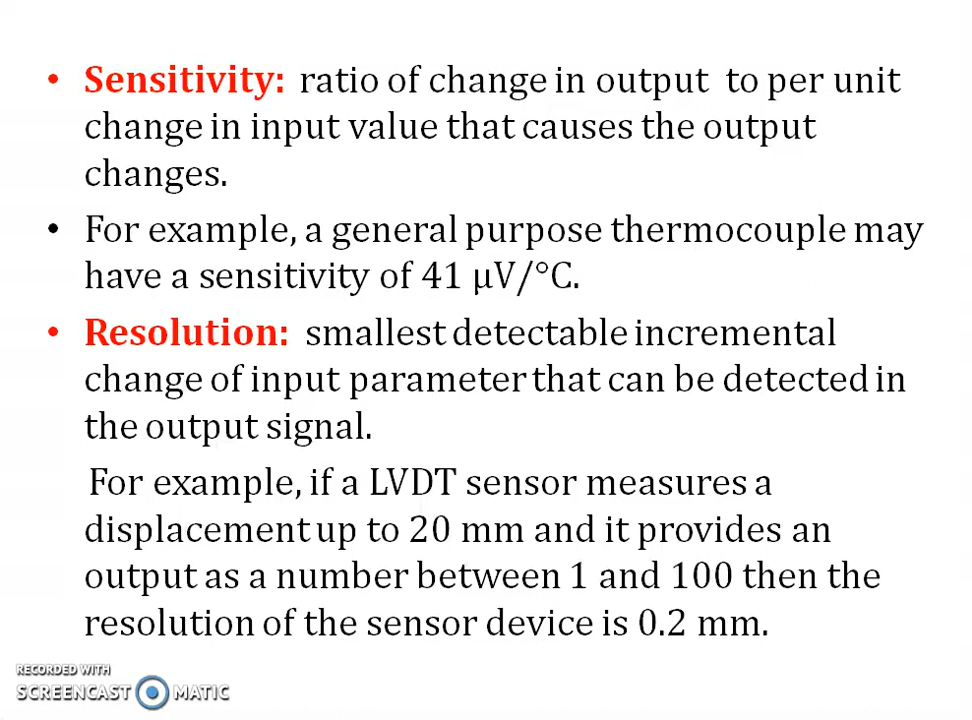 • Sensitivity: ratio of change in output to per unit
change in input value that causes the output
changes.
• For example, a general purpose thermocouple may
have a sensitivity of 41 μV/°C.
• Resolution: smallest detectable incremental
change of input parameter that can be detected in
the output signal.
For example, if a LVDT sensor measures a
displacement up to 20 mm and it provides an
output as a number between 1 and 100 then the
resolution of the sensor device is 0.2 mm.
RECORDED WITH
SCREENCAST MATIC